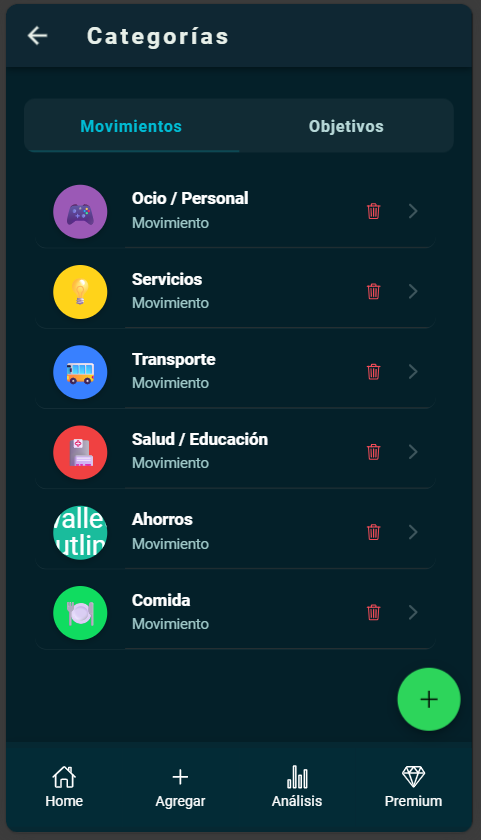 Categorías
Movimientos
Objetivos
Ocio / Personal
Movimiento
Servicios
Movimiento
Transporte
Movimiento
Salud / Educación
Movimiento
alle
utlin
Ahorros
Movimiento
Comida
Movimiento
Home
Agregar
Análisis
Premium